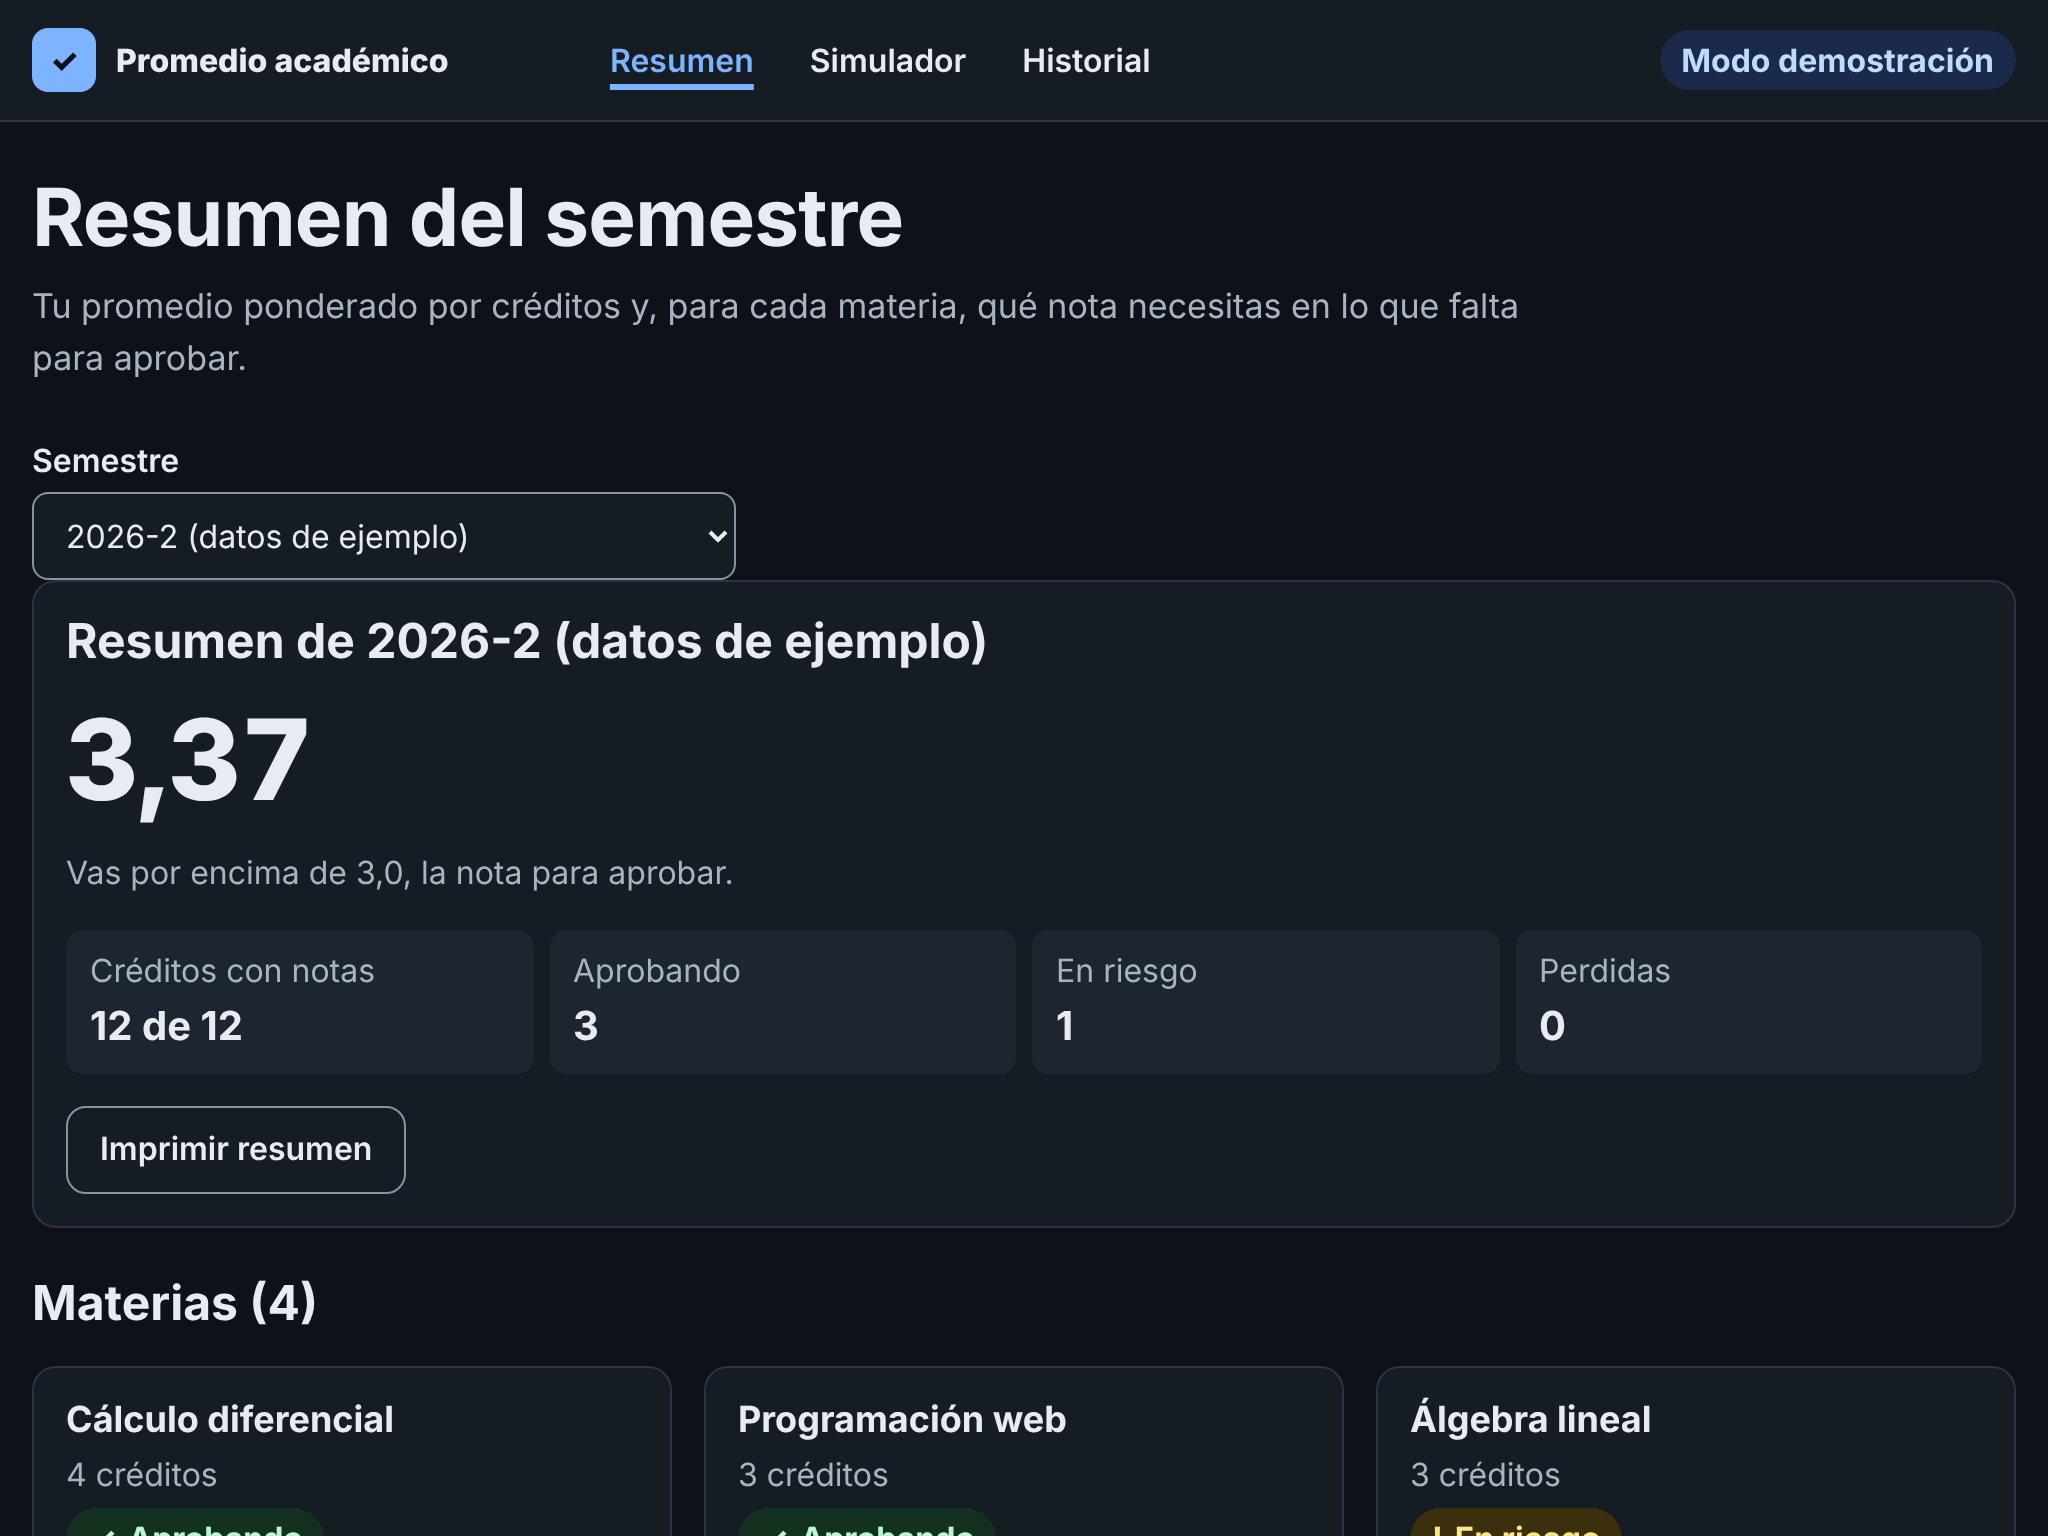 Promedio académico
Resumen
Simulador
Historial
Modo demostración
Resumen del semestre
Tu promedio ponderado por créditos y, para cada materia, qué nota necesitas en lo que falta
para aprobar.
Semestre
2026-2 (datos de ejemplo)
Resumen de 2026-2 (datos de ejemplo)
3,37
Vas por encima de 3,0, la nota para aprobar.
Créditos con notas
12 de 12
Aprobando
3
En riesgo
1
Perdidas
0
Imprimir resumen
Materias (4)
Cálculo diferencial
4 créditos
✓ Aprobando
Programación web
3 créditos
✓ Aprobando
Álgebra lineal
3 créditos
! En riesgo